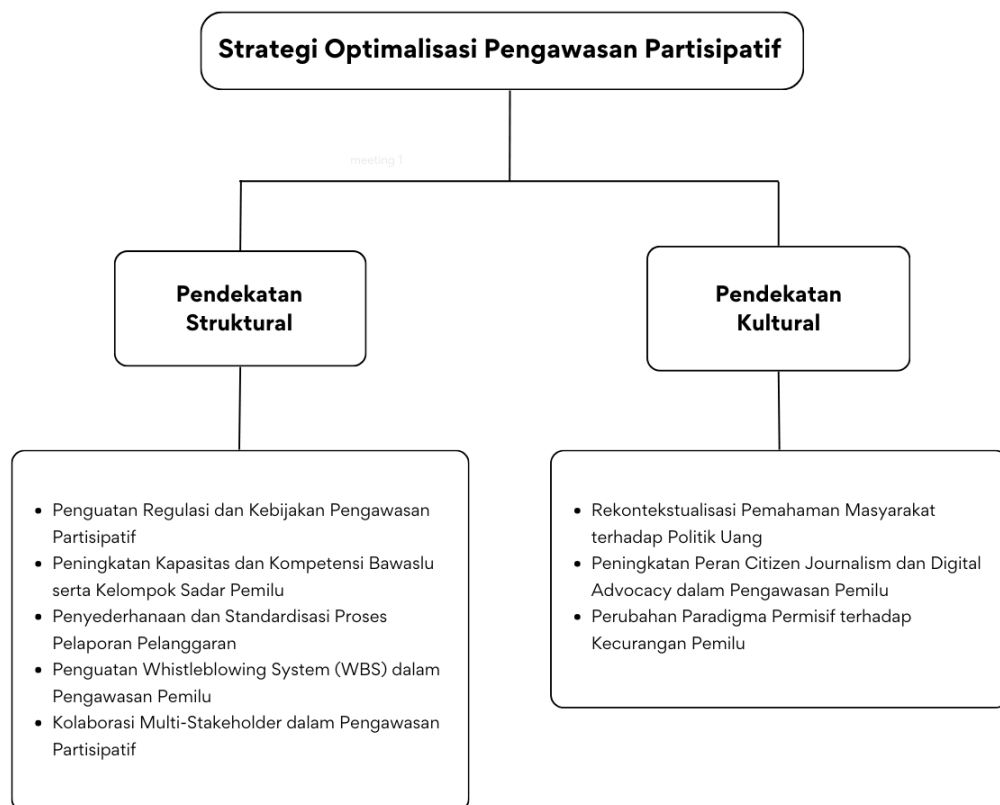 Strategi Optimalisasi Pengawasan Partisipatif
meeting 1
Pendekatan
Struktural
Pendekatan
Kultural
• Penguatan Regulasi dan Kebijakan Pengawasan
Partisipatif
• Peningkatan Kapasitas dan Kompetensi Bawaslu
serta Kelompok Sadar Pemilu
• Penyederhanaan dan Standardisasi Proses
Pelaporan Pelanggaran
• Penguatan Whistleblowing System (WBS) dalam
Pengawasan Pemilu
• Kolaborasi Multi-Stakeholder dalam Pengawasan
Partisipatif
• Rekontekstualisasi Pemahaman Masyarakat
terhadap Politik Uang
• Peningkatan Peran Citizen Journalism dan Digital
Advocacy dalam Pengawasan Pemilu
• Perubahan Paradigma Permisif terhadap
Kecurangan Pemilu